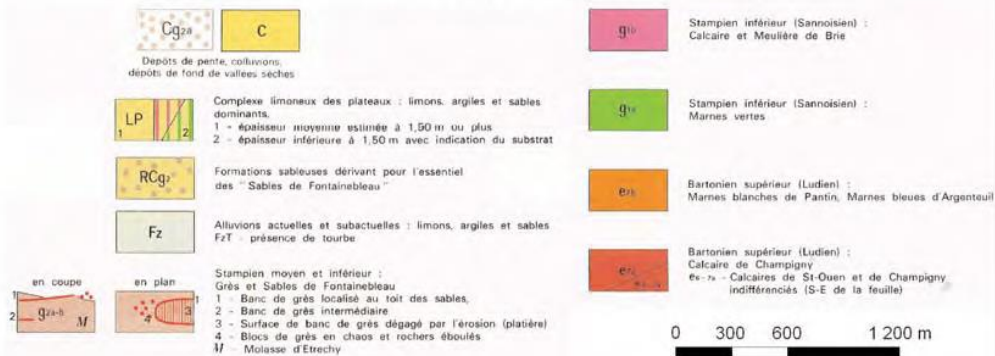 Cg2a
C
Dépots de pente, colluvions,
dépôts de fond de vallées sèches
LP
1
2
Complexe limoneux des plateaux : limons, argiles et sables
dominants,
1 - épaisseur moyenne estimée à 1,50 m ou plus
2 - épaisseur inférieure à 1,50 m avec indication du substrat
RCg2
Formations sableuses dérivant pour l'essentiel
des "Sables de Fontainebleau"
Fz
Alluvions actuelles et subactuelles : limons, argiles et sables
FzT - présence de tourbe
en coupe
en plan
1
2
g2a-b
M
4
1
3
Stampien moyen et inférieur :
Grès et Sables de Fontainebleau
1 - Banc de grès localisé au toit des sables,
2 - Banc de grès intermédiaire
3 - Surface de banc de grès dégagé par l'érosion (platière)
4 - Blocs de grès en chaos et rochers éboulés
M - Molasse d'Etrechy
g1b
Stampien inférieur (Sannoisien) :
Calcaire et Meulière de Brie
g1a
Stampien inférieur (Sannoisien) :
Marnes vertes
e7b
Bartonien supérieur (Ludien) :
Marnes blanches de Pantin, Marnes bleues d'Argenteuil
e7a
Bartonien supérieur (Ludien) :
Calcaire de Champigny
e6-7a - Calcaires de St-Ouen et de Champigny
indifférenciés (S-E de la feuille)
0 300 600 1 200 m